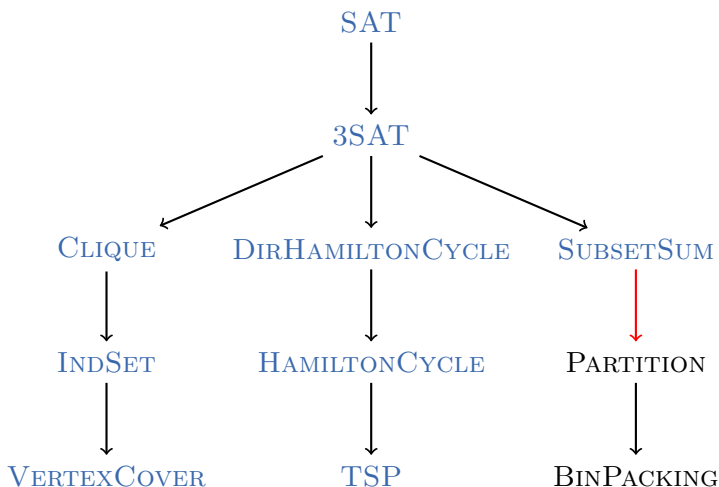 SAT
3SAT
CLIQUE DIRHAMILTONCYCLE SUBSETSUM
INDSET HAMILTONCYCLE PARTITION
VERTEXCOVER TSP BINPACKING